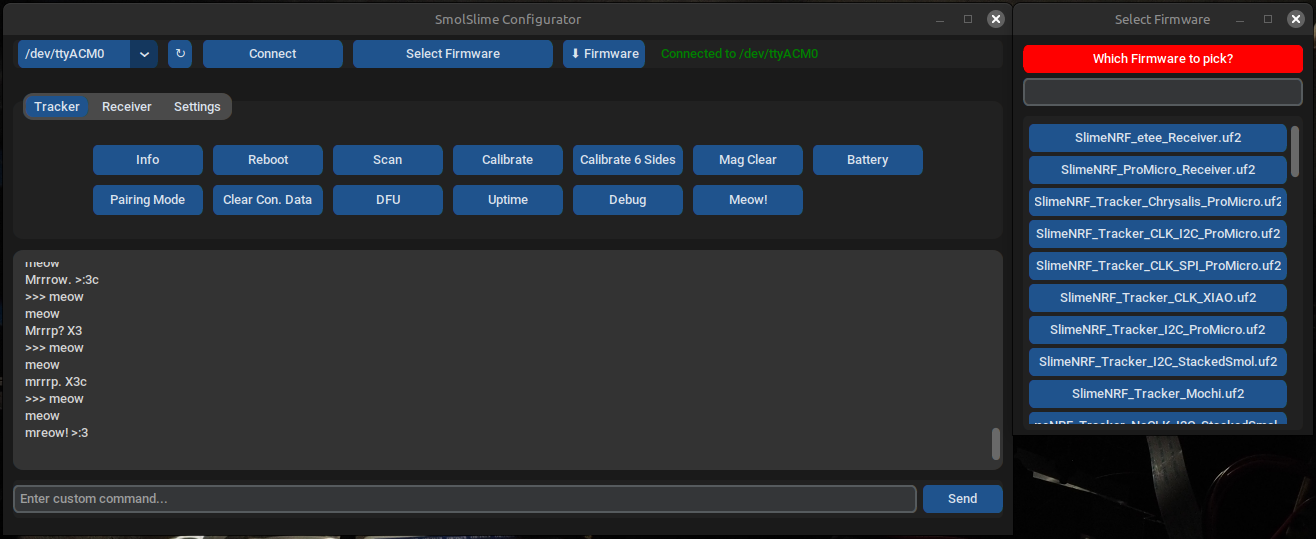 SmolSlime Configurator
/dev/ttyACM0
Connect
Select Firmware
⬇ Firmware
Connected to /dev/ttyACM0
Tracker
Receiver
Settings
Info
Reboot
Scan
Calibrate
Calibrate 6 Sides
Mag Clear
Battery
Pairing Mode
Clear Con. Data
DFU
Uptime
Debug
Meow!
meow
Mrrrow. >:3c
>>> meow
meow
Mrrrp? X3
>>> meow
meow
mrrrp. X3c
>>> meow
meow
mreow! >:3
Enter custom command...
Send
Select Firmware
Which Firmware to pick?
SlimeNRF_etee_Receiver.uf2
SlimeNRF_ProMicro_Receiver.uf2
SlimeNRF_Tracker_Chrysalis_ProMicro.uf2
SlimeNRF_Tracker_CLK_I2C_ProMicro.uf2
SlimeNRF_Tracker_CLK_SPI_ProMicro.uf2
SlimeNRF_Tracker_CLK_XIAO.uf2
SlimeNRF_Tracker_I2C_ProMicro.uf2
SlimeNRF_Tracker_I2C_StackedSmol.uf2
SlimeNRF_Tracker_Mochi.uf2